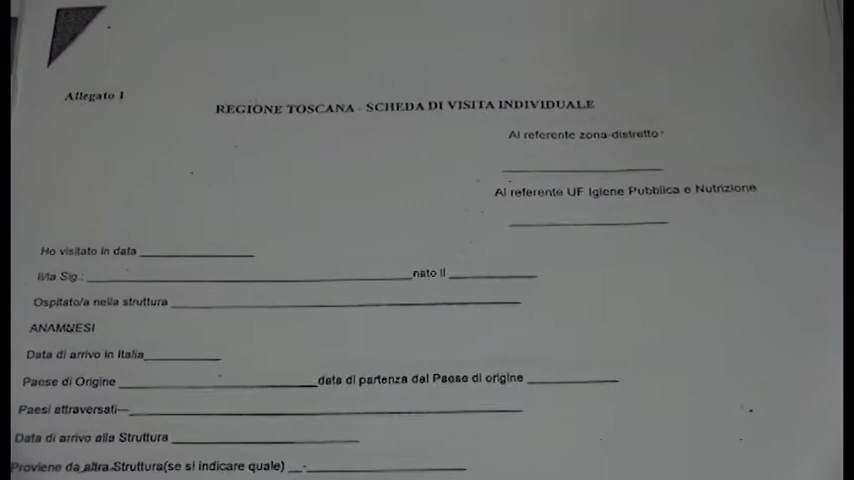 Allegato 1
REGIONE TOSCANA - SCHEDA DI VISITA INDIVIDUALE
Al referente zona-distretto
Al referente UF Igiene Pubblica e Nutrizione
Ho visitato in data
Il/la Sig.: nato il
Ospitato/a nella struttura
ANAMNESI
Data di arrivo in Italia
Paese di Origine data di partenza dal Paese di origine
Paesi attraversati
Data di arrivo alla Struttura
Proviene da altra Struttura(se si indicare quale)